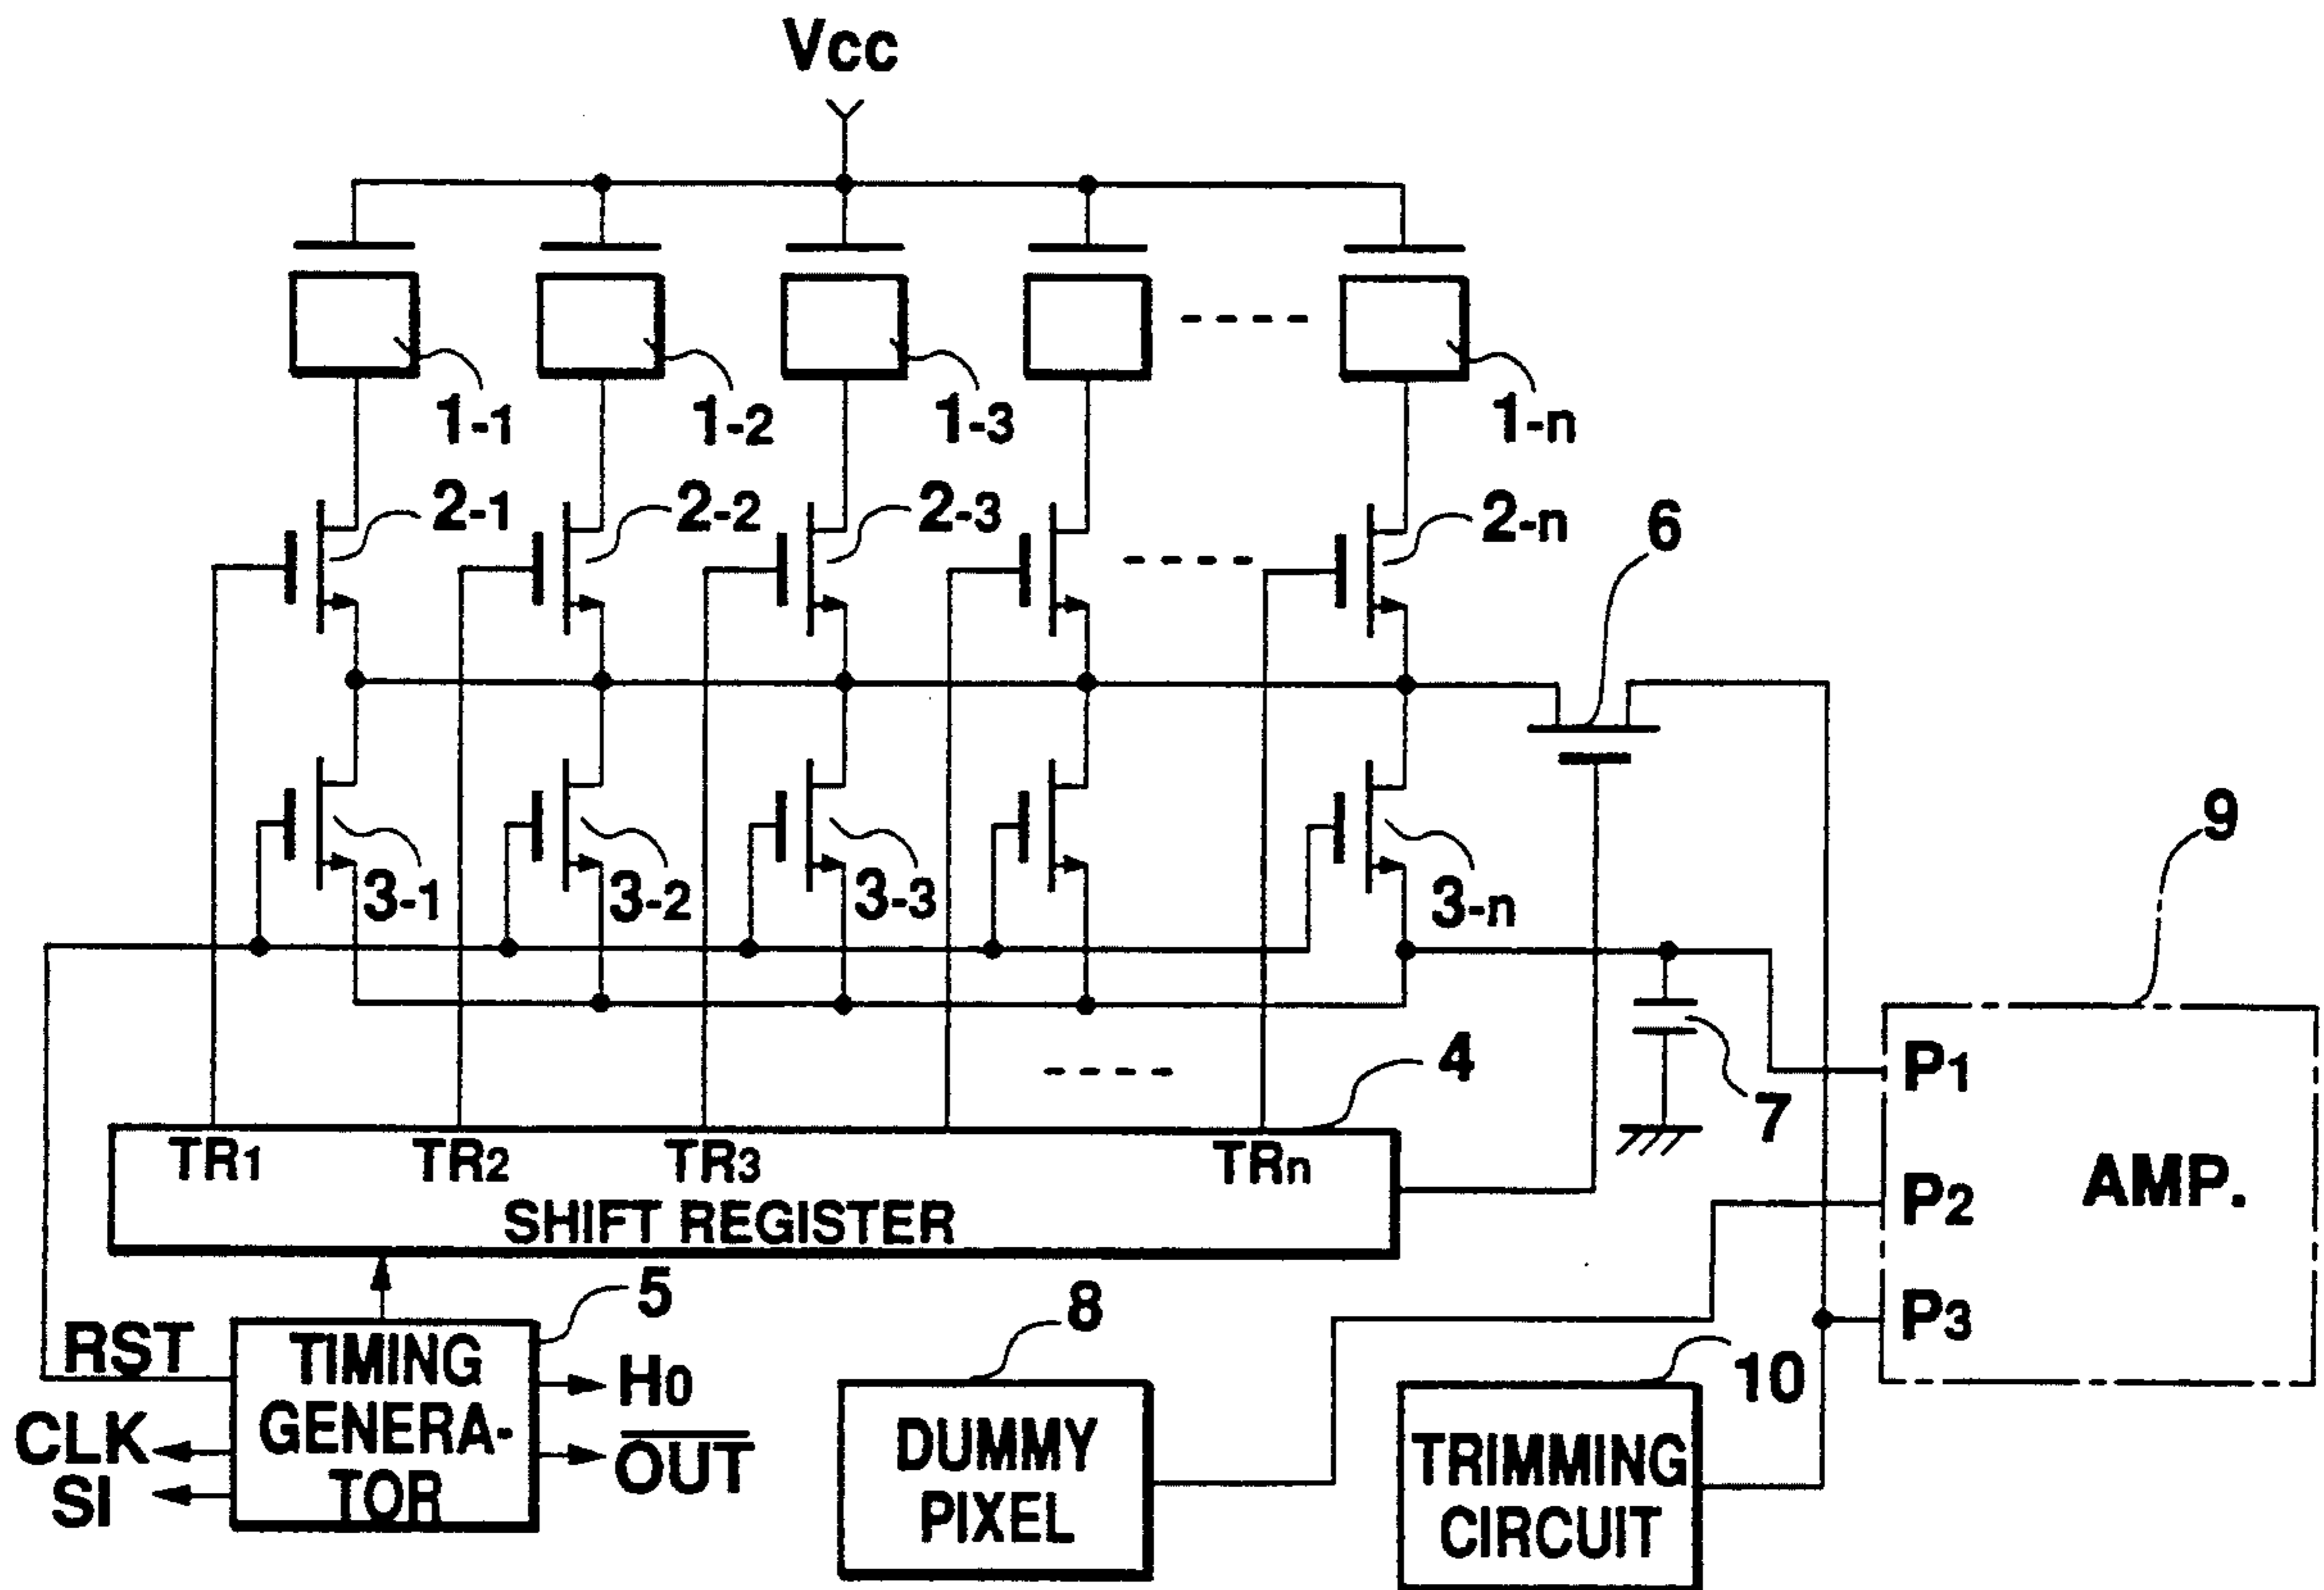 Vcc
1-1
1-2
1-3
1-n
2-1
2-2
2-3
2-n
6
3-1
3-2
3-3
3-n
9
4
7
P1
TR1
TR2
TR3
TRn
SHIFT REGISTER
P2
AMP.
P3
5
8
10
RST
TIMING
GENERA-
TOR
H0
OUT
CLK
SI
DUMMY
PIXEL
TRIMMING
CIRCUIT